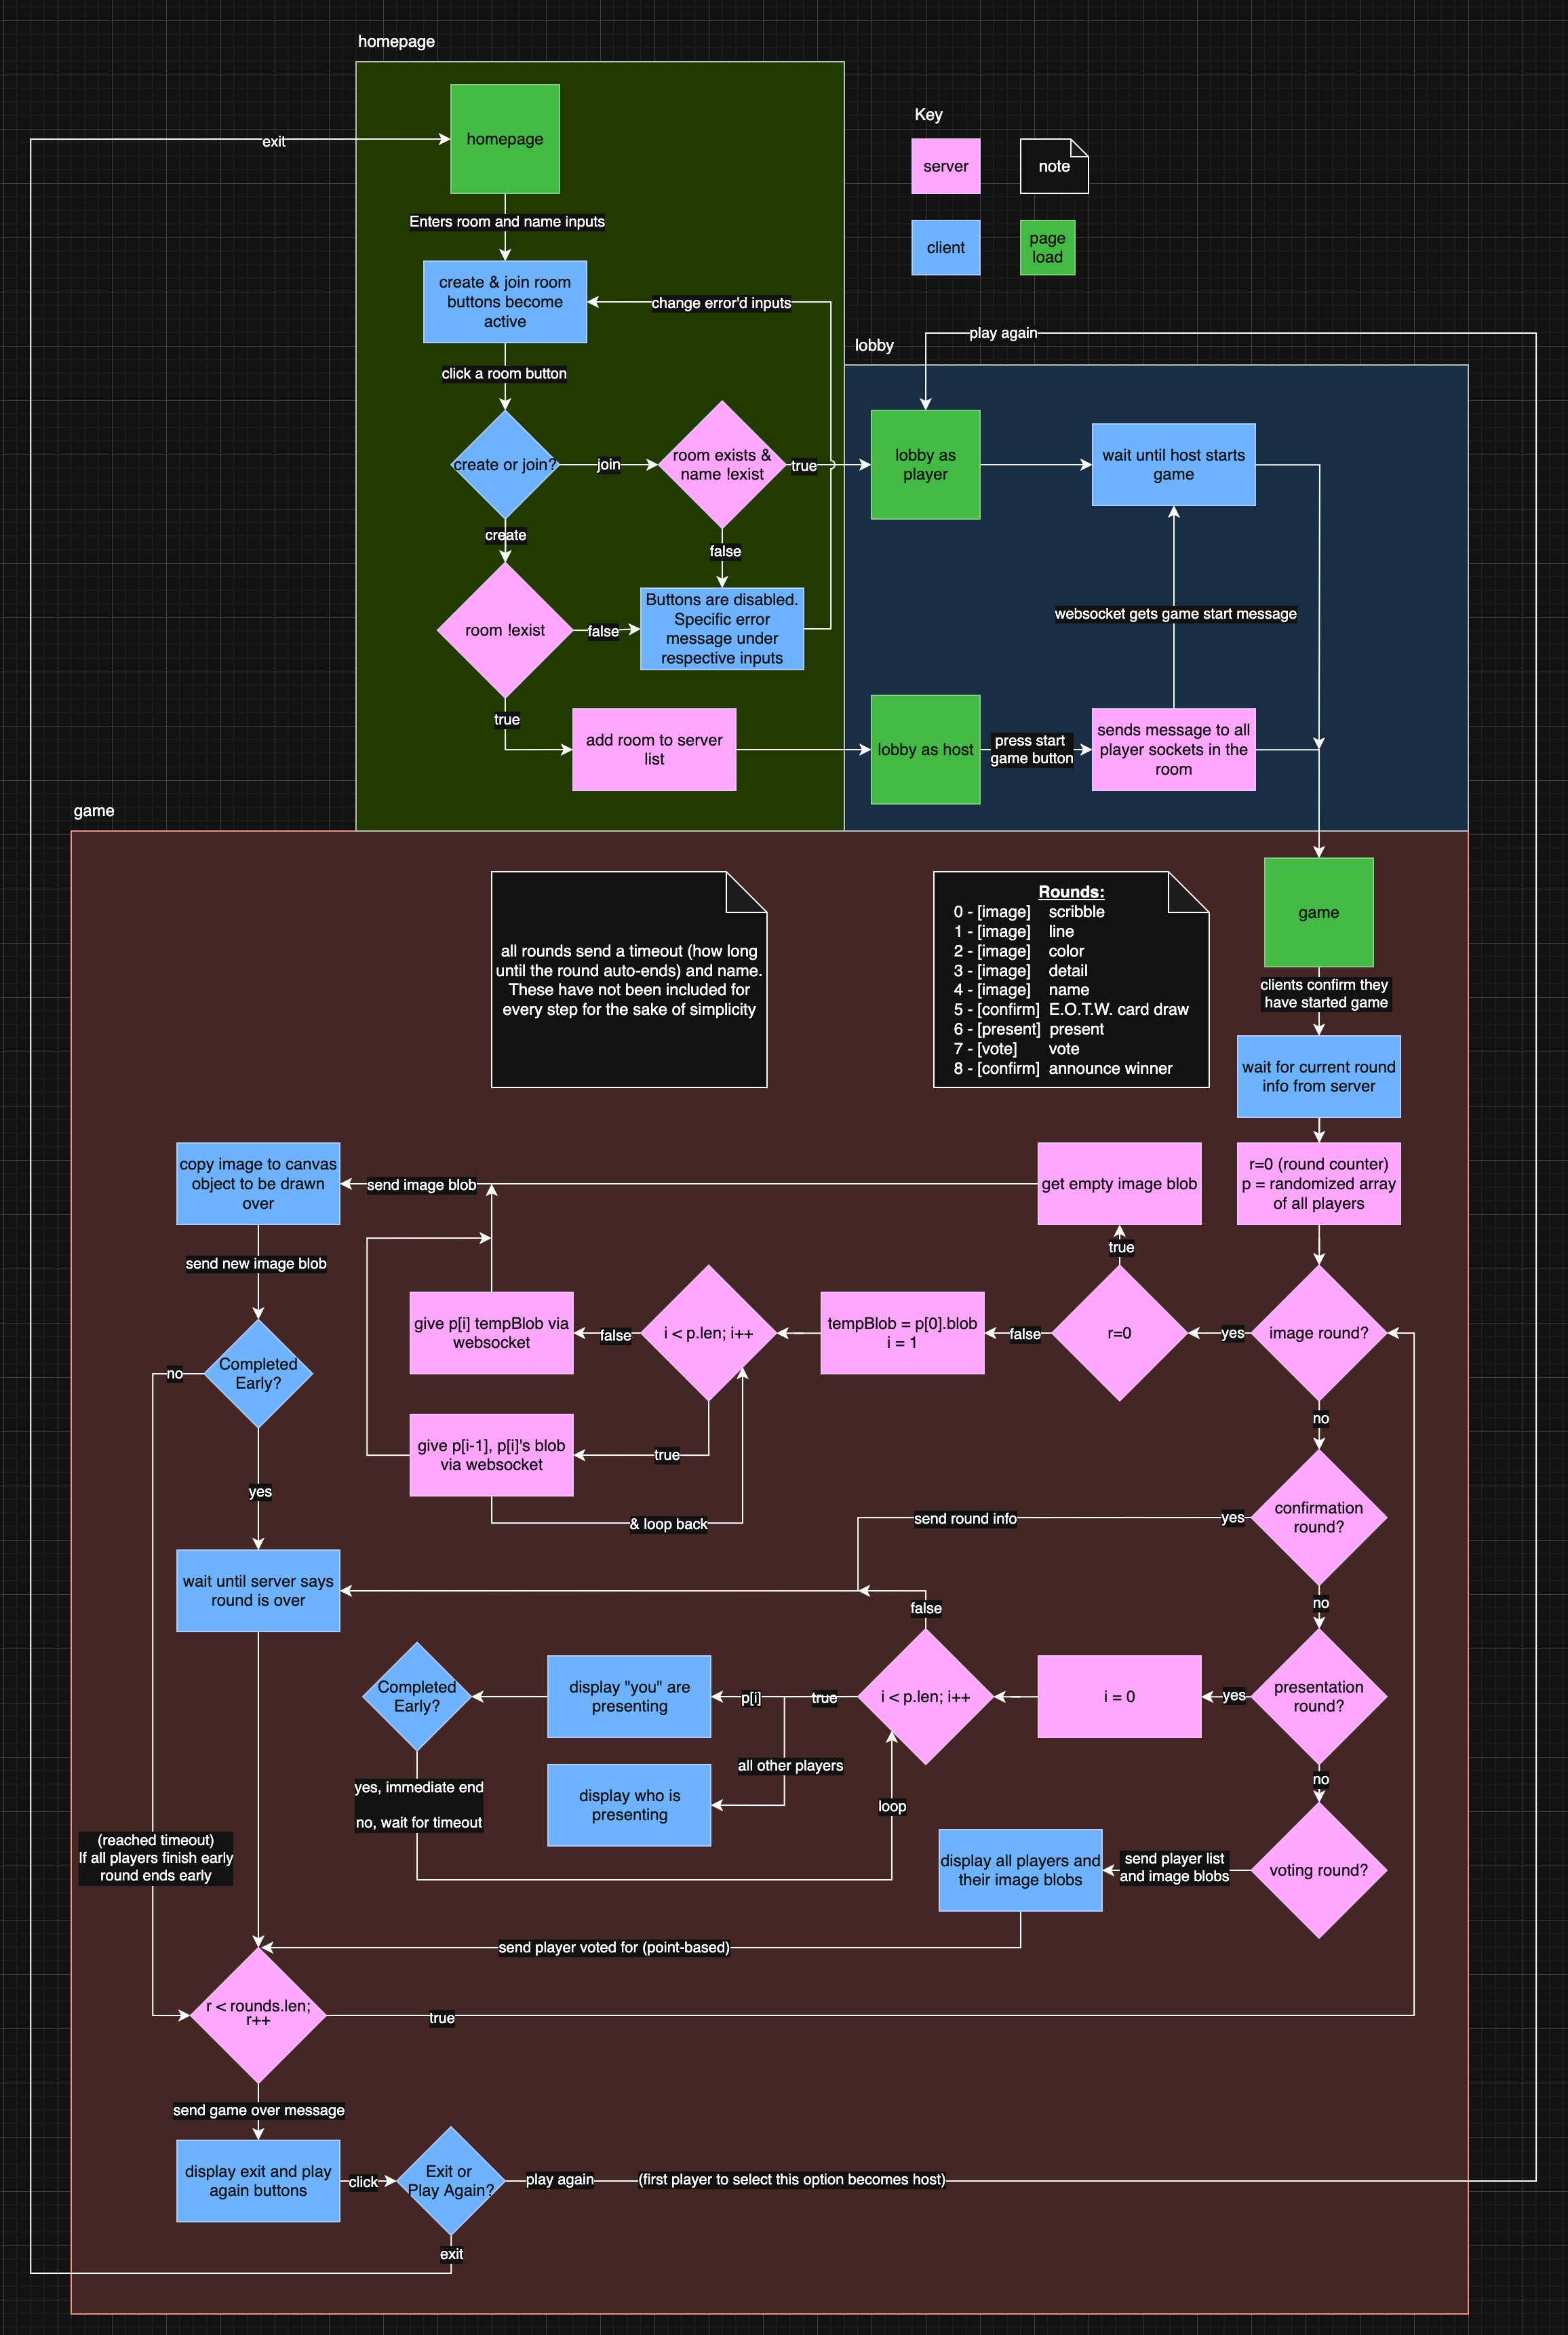 homepage
homepage
exit
Enters room and name inputs
create & join room
buttons become
active
change error'd inputs
click a room button
create or join?
join
room exists &
name !exist
true
create
false
room !exist
false
Buttons are disabled.
Specific error
message under
respective inputs
true
add room to server
list
Key
server
note
client
page
load
play again
lobby
lobby as
player
wait until host starts
game
websocket gets game start message
lobby as host
press start
game button
sends message to all
player sockets in the
room
game
all rounds send a timeout (how long
until the round auto-ends) and name.
These have not been included for
every step for the sake of simplicity
Rounds:
0 - [image] scribble
1 - [image] line
2 - [image] color
3 - [image] detail
4 - [image] name
5 - [confirm] E.O.T.W. card draw
6 - [present] present
7 - [vote] vote
8 - [confirm] announce winner
game
clients confirm they
have started game
wait for current round
info from server
r=0 (round counter)
p = randomized array
of all players
get empty image blob
send image blob
copy image to canvas
object to be drawn
over
send new image blob
true
image round?
yes
r=0
false
tempBlob = p[0].blob
i = 1
i < p.len; i++
false
give p[i] tempBlob via
websocket
Completed
Early?
no
give p[i-1], p[i]'s blob
via websocket
true
& loop back
no
yes
confirmation
round?
yes
send round info
wait until server says
round is over
no
false
presentation
round?
yes
i = 0
i < p.len; i++
true
p[i]
display "you" are
presenting
Completed
Early?
all other players
display who is
presenting
yes, immediate end
no, wait for timeout
loop
no
voting round?
send player list
and image blobs
display all players and
their image blobs
(reached timeout)
If all players finish early
round ends early
send player voted for (point-based)
r < rounds.len;
r++
true
send game over message
display exit and play
again buttons
click
Exit or
Play Again?
play again
(first player to select this option becomes host)
exit